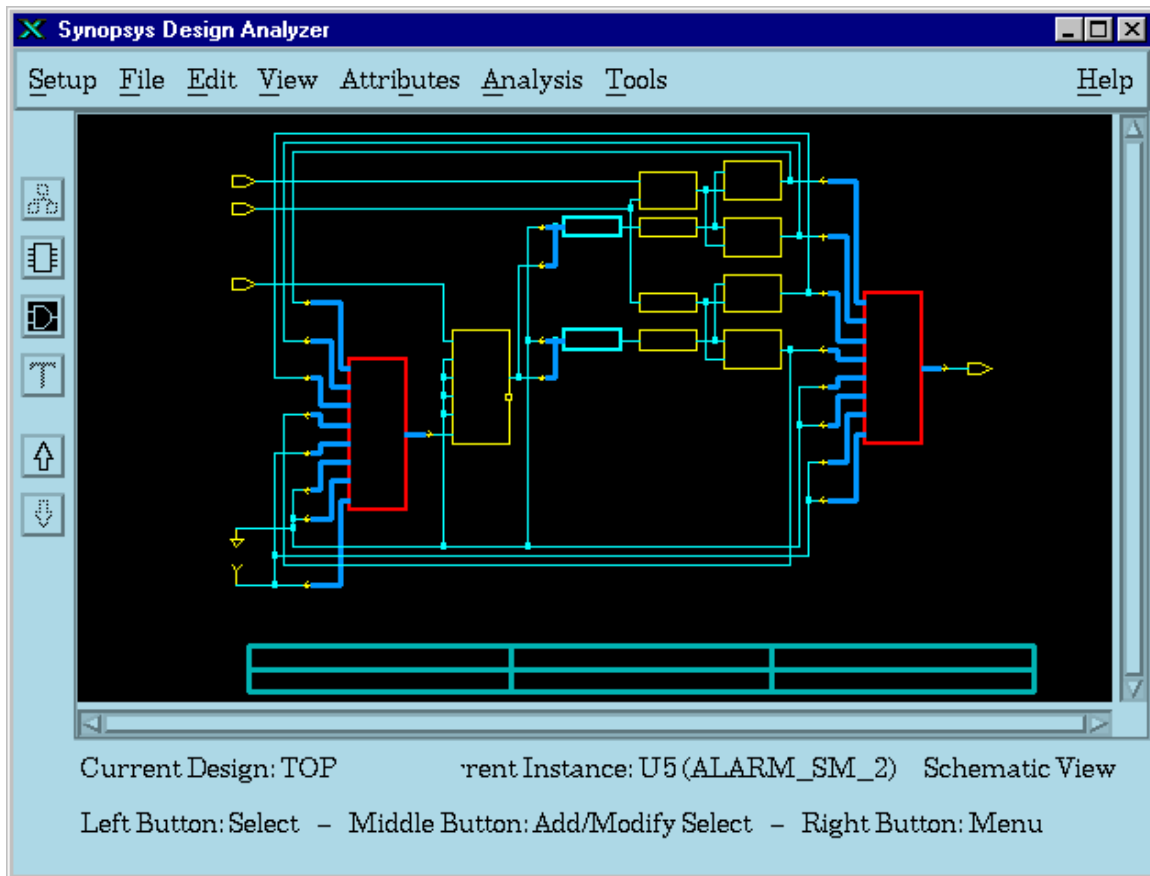 Synopsys Design Analyzer
Setup File Edit View Attributes Analysis Tools Help
Current Design: TOP rent Instance: U5 (ALARM_SM_2) Schematic View
Left Button: Select – Middle Button: Add/Modify Select – Right Button: Menu